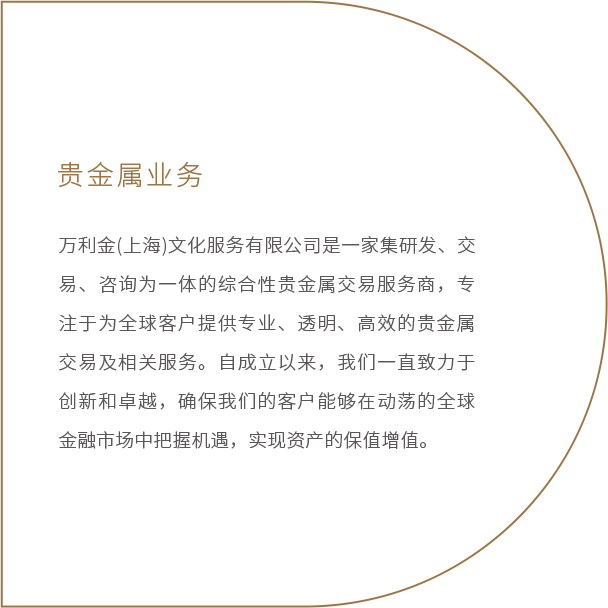 贵金属业务
万利金(上海)文化服务有限公司是一家集研发、交
易、咨询为一体的综合性贵金属交易服务商，专
注于为全球客户提供专业、透明、高效的贵金属
交易及相关服务。自成立以来，我们一直致力于
创新和卓越，确保我们的客户能够在动荡的全球
金融市场中把握机遇，实现资产的保值增值。